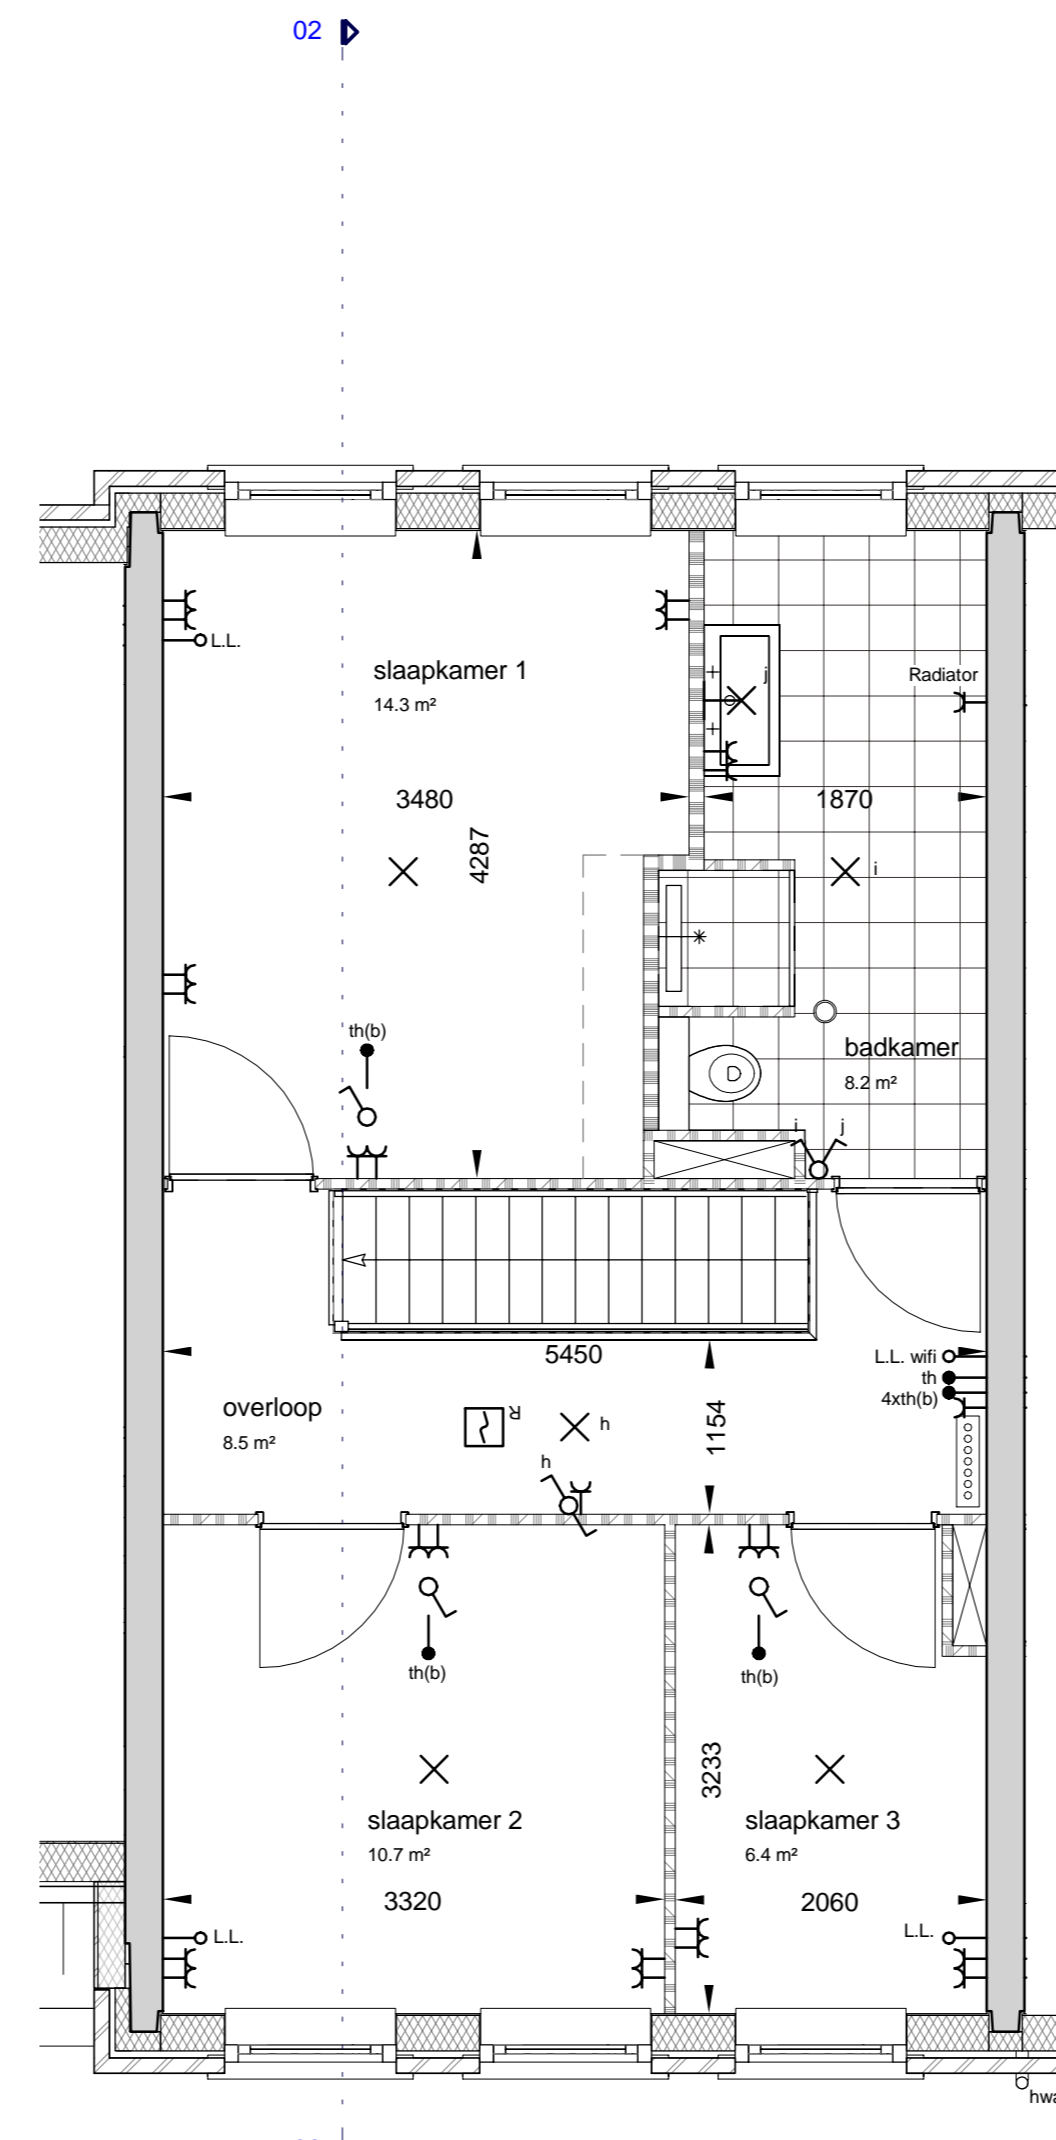 02
L.L.
slaapkamer 1
14.3 m²
j
Radiator
3480
1870
4287
i
th(b)
badkamer
8.2 m²
i
j
5450
L.L. wifi
th
4xth(b)
overloop
8.5 m²
R
h
1154
h
th(b)
th(b)
3233
slaapkamer 2
10.7 m²
slaapkamer 3
6.4 m²
3320
2060
L.L.
L.L.
hwa